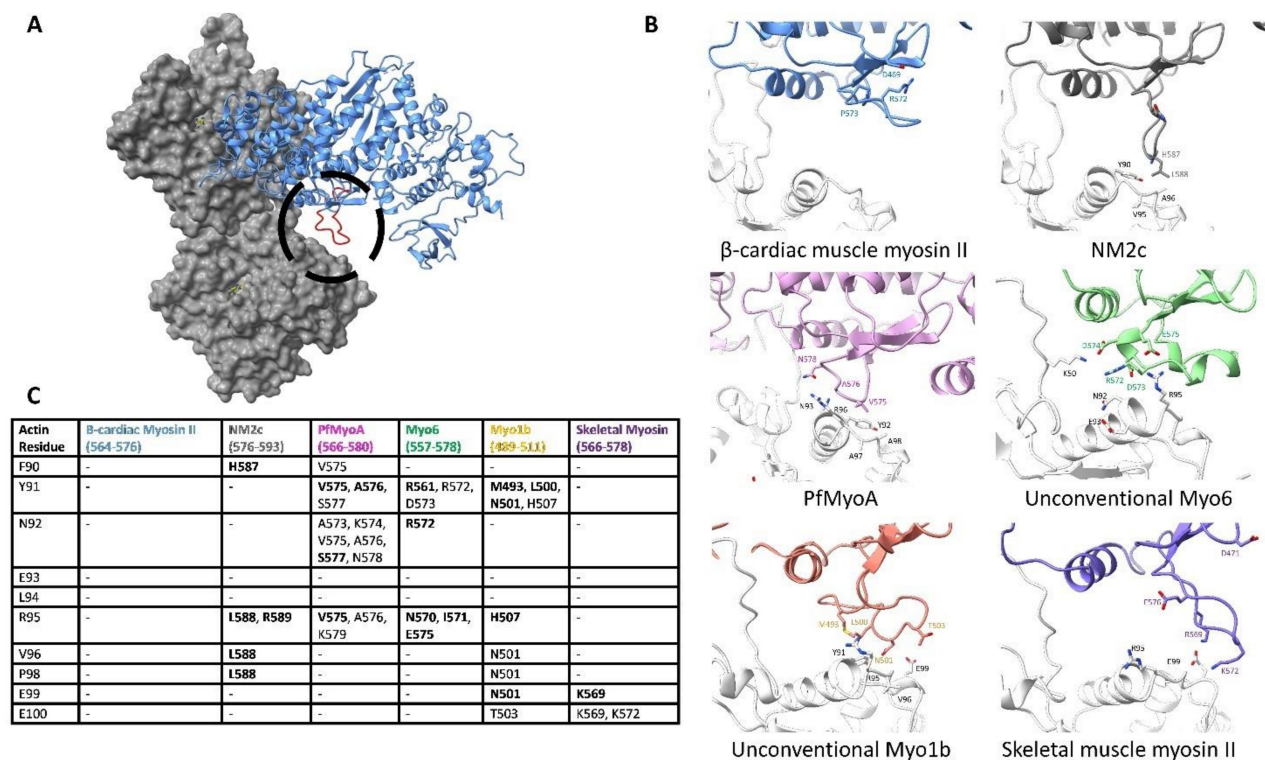 A
C
Actin Residue | B-cardiac Myosin II (564-576) | NM2c (576-593) | PfMyoA (566-580) | Myo6 (557-578) | Myo1b (489-511) | Skeletal Myosin (566-578)
F90 | - | H587 | V575 | - | - | -
Y91 | - | - | V575, A576, S577 | R561, R572, D573 | M493, L500, N501, H507 | -
N92 | - | - | A573, K574, V575, A576, S577, N578 | R572 | - | -
E93 | - | - | - | - | - | -
L94 | - | - | - | - | - | -
R95 | - | L588, R589 | V575, A576, K579 | N570, I571, E575 | H507 | -
V96 | - | L588 | - | - | N501 | -
P98 | - | L588 | - | - | N501 | -
E99 | - | - | - | - | N501 | K569
E100 | - | - | - | - | T503 | K569, K572
B
D469
R572
P573
β-cardiac muscle myosin II
H587
Y90
L588
A96
V95
NM2c
N578
A576
V575
N93
R96
Y92
A98
A97
PfMyoA
E575
D574
K50
R572
D573
R95
N92
E93
Unconventional Myo6
M493
L500
T503
Y91
N501
E99
R95
V96
Unconventional Myo1b
D471
E576
R569
R95
E99
K572
Skeletal muscle myosin II